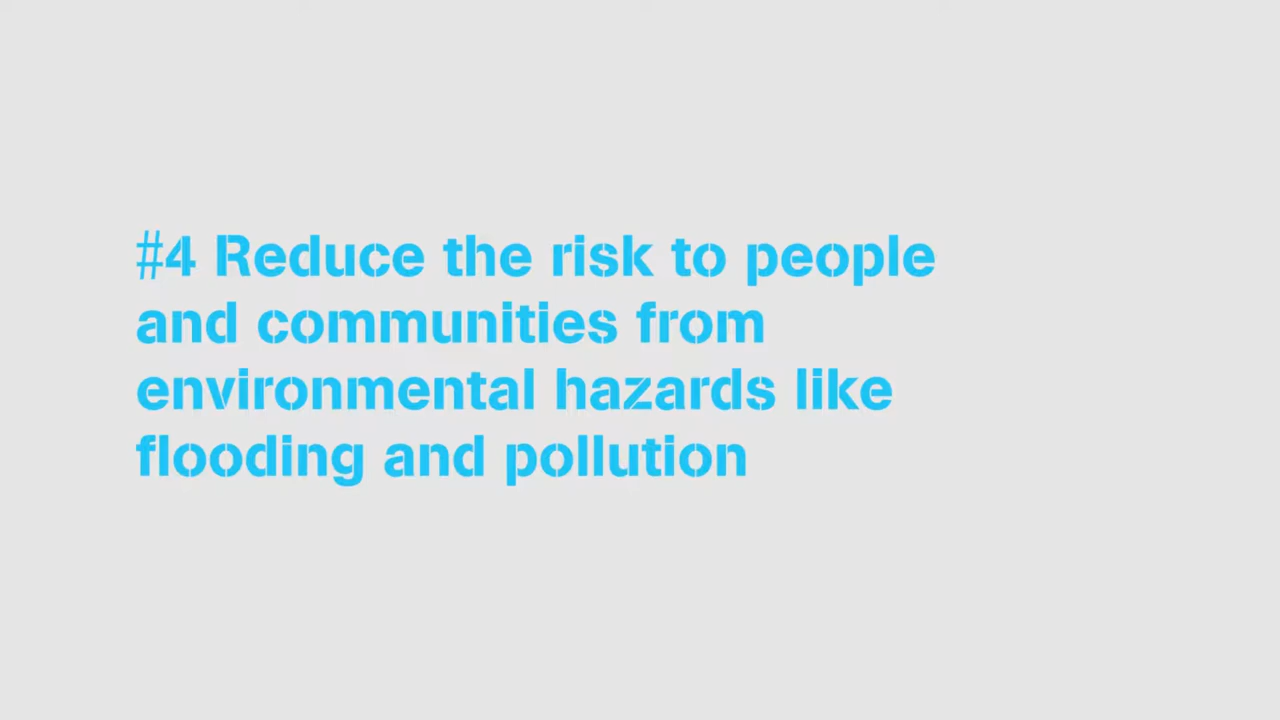 #4 Reduce the risk to people
and communities from
environmental hazards like
flooding and pollution